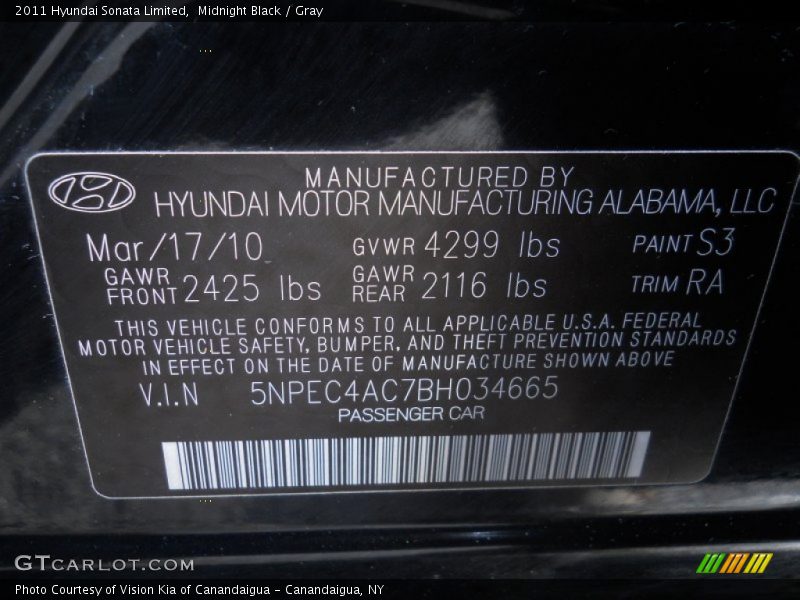 2011 Hyundai Sonata Limited,  Midnight Black / Gray
MANUFACTURED BY
HYUNDAI MOTOR MANUFACTURING ALABAMA, LLC
Mar/17/10 GVWR 4299 lbs PAINT S3
GAWR FRONT 2425 lbs GAWR REAR 2116 lbs TRIM RA
THIS VEHICLE CONFORMS TO ALL APPLICABLE U.S.A. FEDERAL
MOTOR VEHICLE SAFETY, BUMPER, AND THEFT PREVENTION STANDARDS
IN EFFECT ON THE DATE OF MANUFACTURE SHOWN ABOVE
V.I.N 5NPEC4AC7BH034665
PASSENGER CAR
GTCARLOT.COM
Photo Courtesy of Vision Kia of Canandaigua – Canandaigua, NY